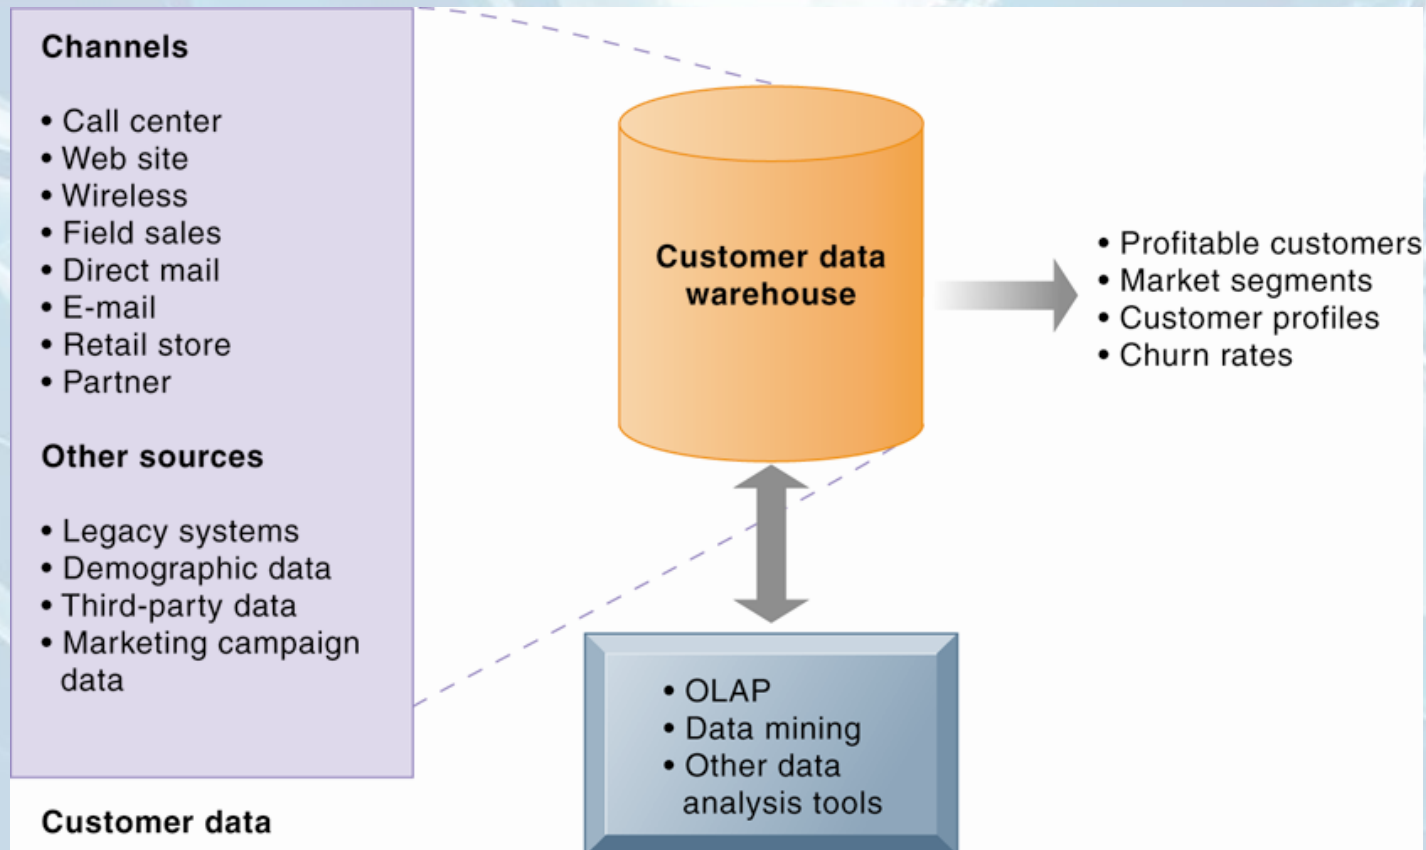 Channels
• Call center
• Web site
• Wireless
• Field sales
• Direct mail
• E-mail
• Retail store
• Partner
Other sources
• Legacy systems
• Demographic data
• Third-party data
• Marketing campaign
data
Customer data
Customer data
warehouse
• Profitable customers
• Market segments
• Customer profiles
• Churn rates
• OLAP
• Data mining
• Other data
analysis tools